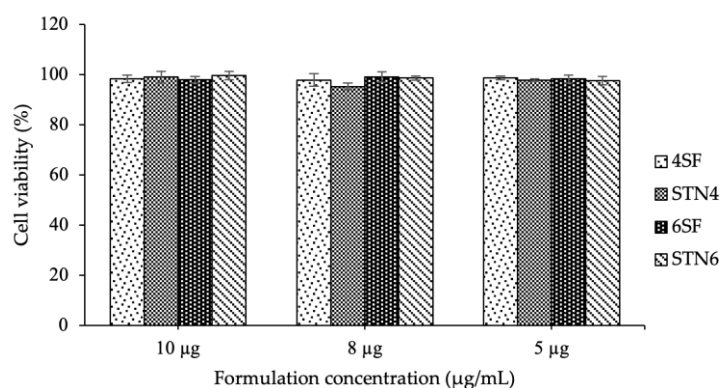 120
100
80
60
40
20
0
Cell viability (%)
10 µg
8 µg
5 µg
Formulation concentration (µg/mL)
4SF
STN4
6SF
STN6